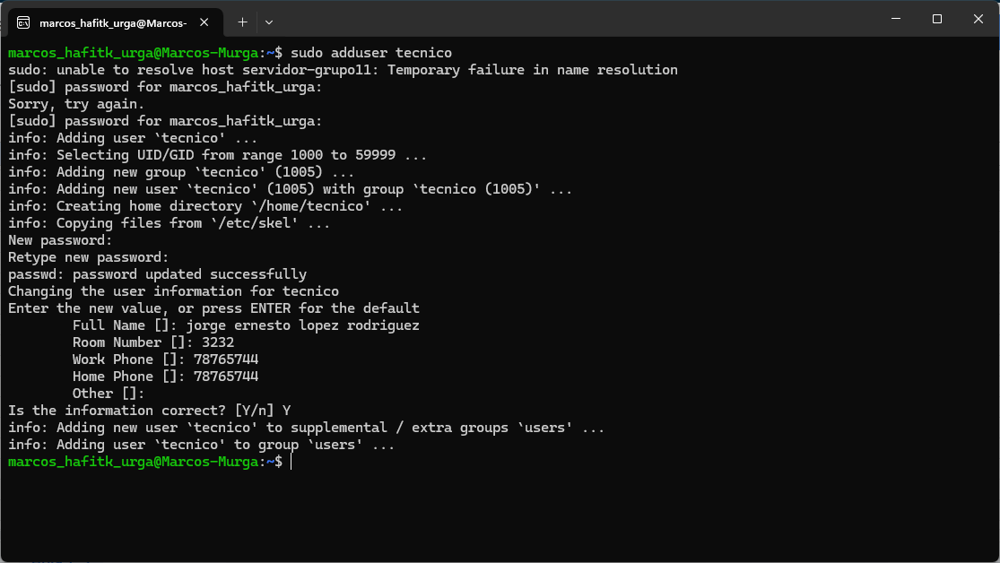 marcos_hafitk_urga@Marcos-
marcos_hafitk_urga@Marcos-Murga:~$ sudo adduser tecnico
sudo: unable to resolve host servidor-grupo11: Temporary failure in name resolution
[sudo] password for marcos_hafitk_urga:
Sorry, try again.
[sudo] password for marcos_hafitk_urga:
info: Adding user `tecnico' ...
info: Selecting UID/GID from range 1000 to 59999 ...
info: Adding new group `tecnico' (1005) ...
info: Adding new user `tecnico' (1005) with group `tecnico (1005)' ...
info: Creating home directory `/home/tecnico' ...
info: Copying files from `/etc/skel' ...
New password:
Retype new password:
passwd: password updated successfully
Changing the user information for tecnico
Enter the new value, or press ENTER for the default
        Full Name []: jorge ernesto lopez rodriguez
        Room Number []: 3232
        Work Phone []: 78765744
        Home Phone []: 78765744
        Other []:
Is the information correct? [Y/n] Y
info: Adding new user `tecnico' to supplemental / extra groups `users' ...
info: Adding user `tecnico' to group `users' ...
marcos_hafitk_urga@Marcos-Murga:~$